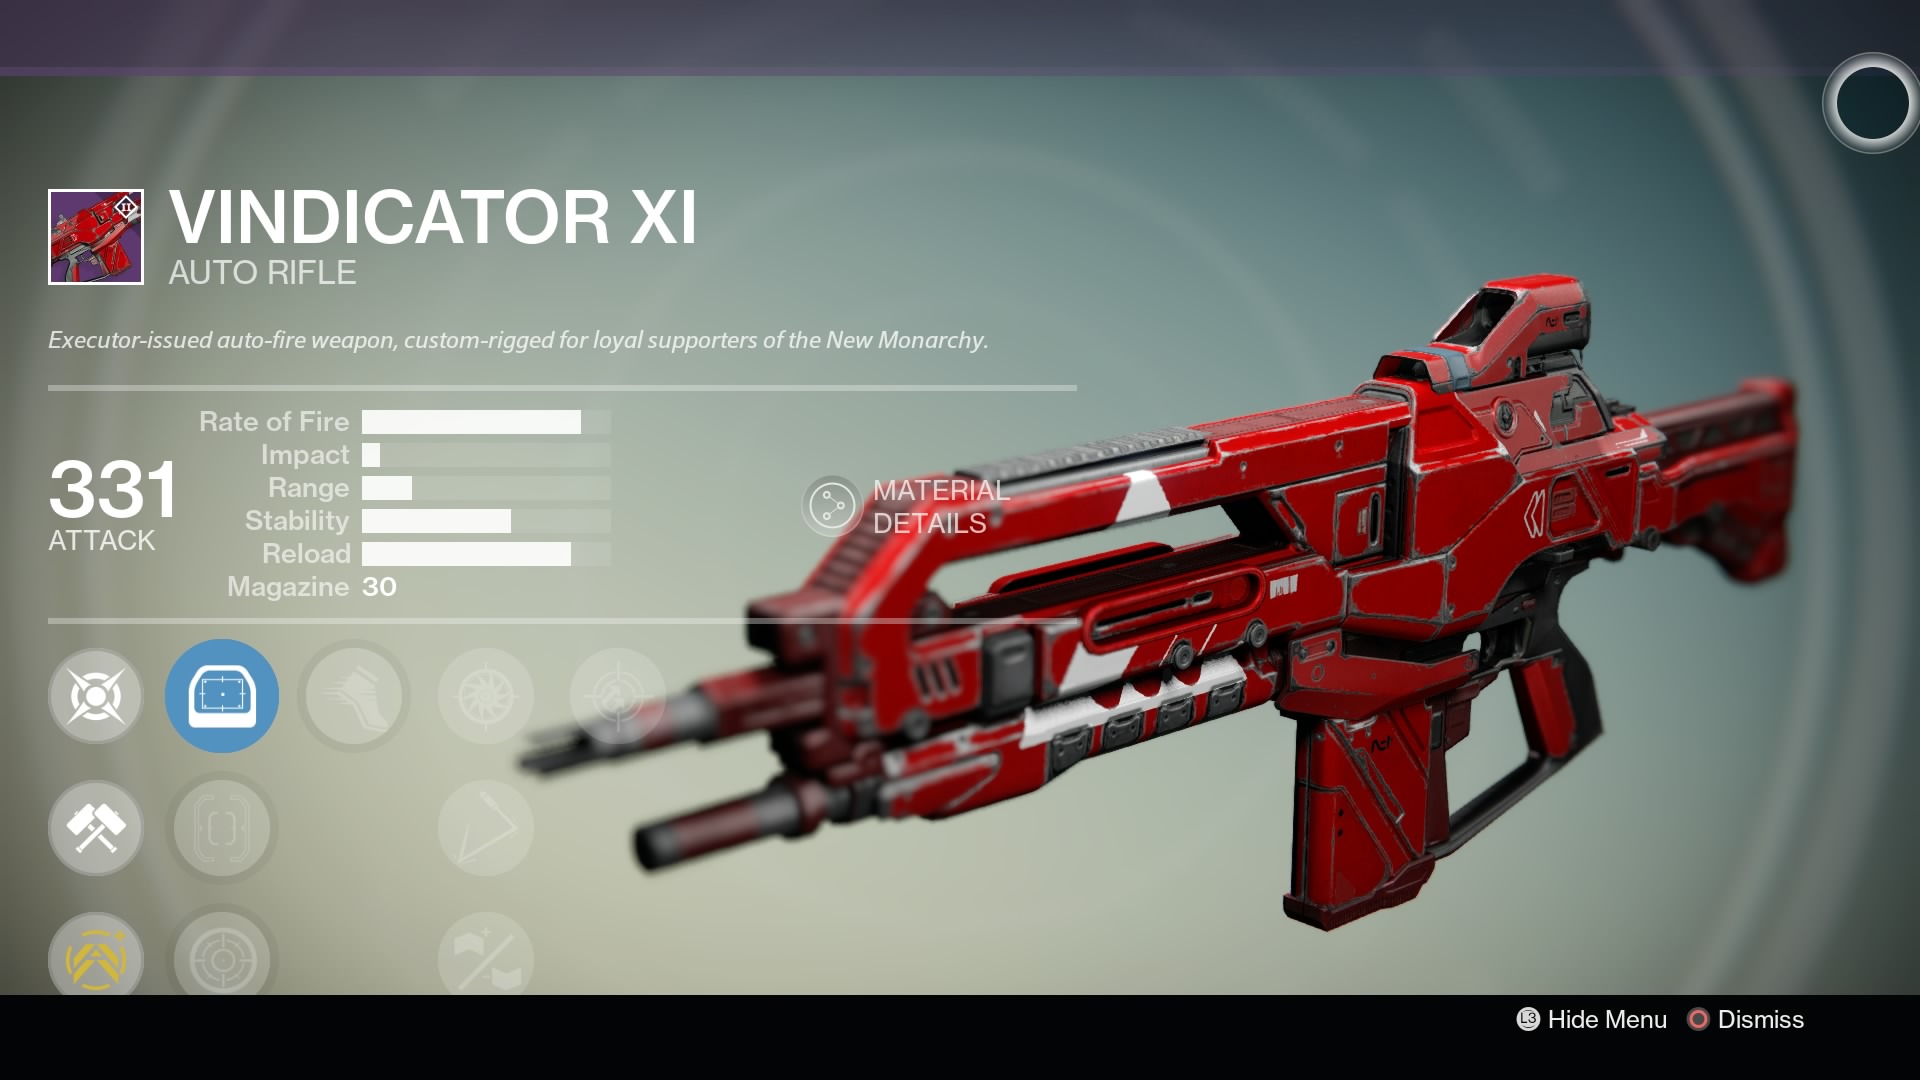 VINDICATOR XI
AUTO RIFLE
Executor-issued auto-fire weapon, custom-rigged for loyal supporters of the New Monarchy.
331
ATTACK
Rate of Fire
Impact
Range
Stability
Reload
Magazine 30
MATERIAL
DETAILS
L3 Hide Menu
Dismiss